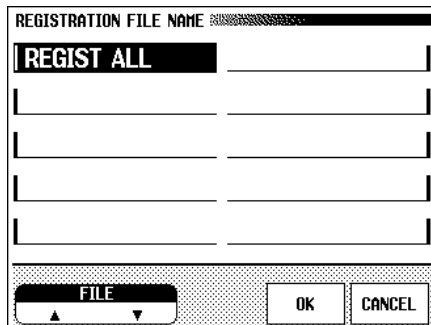 REGISTRATION FILE NAME
REGIST ALL
FILE
▲ ▼
OK
CANCEL